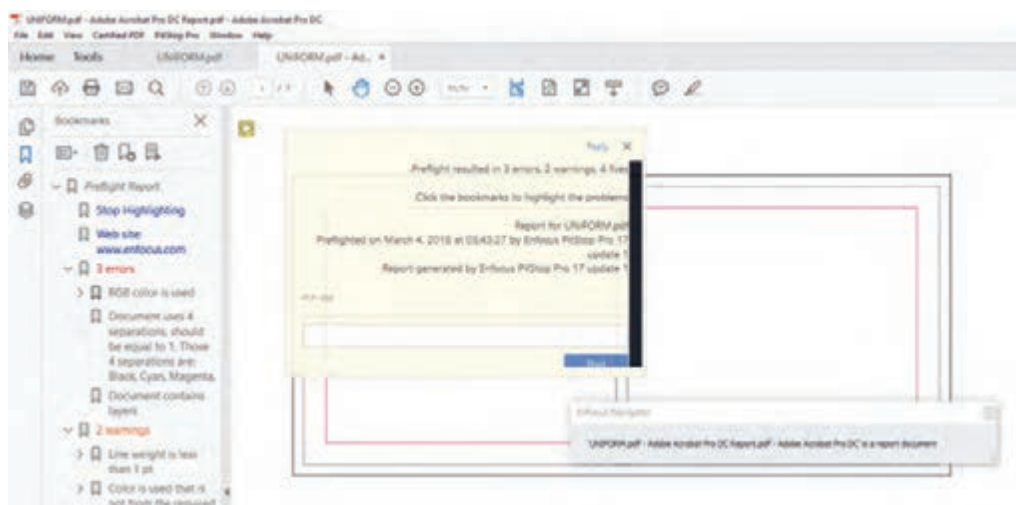 UNIFORM.pdf - Adobe Acrobat Pro DC Report.pdf - Adobe Acrobat Pro DC
File Edit View Certified PDF PitStop Pro Window Help
Home Tools UNIFORM.pdf UNIFORM.pdf - Ad... ×
Bookmarks
Preflight Report
Stop Highlighting
Web site
www.enfocus.com
3 errors
RGB color is used
Document uses 4
separations, should
be equal to 1. Those
4 separations are:
Black, Cyan, Magenta,
Document contains
layers
2 warnings
Line weight is less
than 1 pt
Color is used that is
not from the required
Reply
Preflight resulted in 3 errors, 2 warnings, 4 fixes
Click the bookmarks to highlight the problems
Report for UNIFORM.pdf
Preflighted on March 4, 2018 at 03:43:27 by Enfocus PitStop Pro 17
update 1
Report generated by Enfocus PitStop Pro 17 update 1
Post
Enfocus Navigator
UNIFORM.pdf - Adobe Acrobat Pro DC Report.pdf - Adobe Acrobat Pro DC is a report document